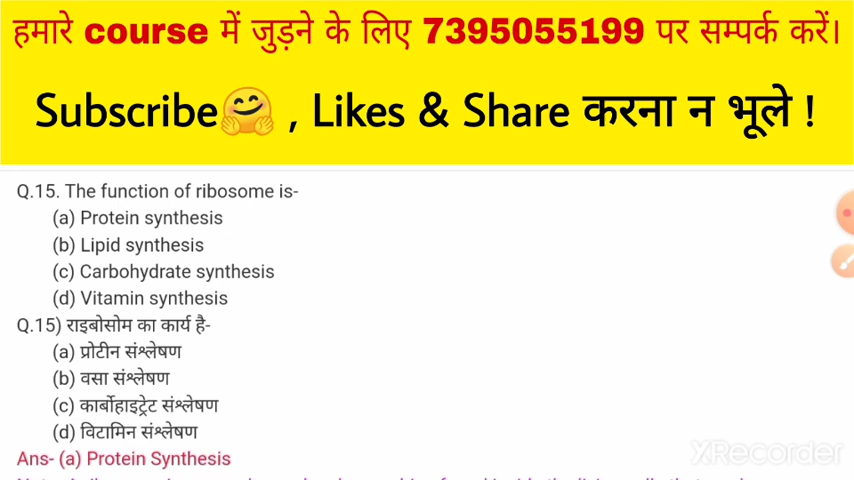 हमारे course में जुड़ने के लिए 7395055199 पर सम्पर्क करें।
Subscribe🤗 , Likes & Share करना न भूले !
Q.15. The function of ribosome is-
(a) Protein synthesis
(b) Lipid synthesis
(c) Carbohydrate synthesis
(d) Vitamin synthesis
Q.15) राइबोसोम का कार्य है-
(a) प्रोटीन संश्लेषण
(b) वसा संश्लेषण
(c) कार्बोहाइट्रेट संश्लेषण
(d) विटामिन संश्लेषण
Ans- (a) Protein Synthesis
XRecorder